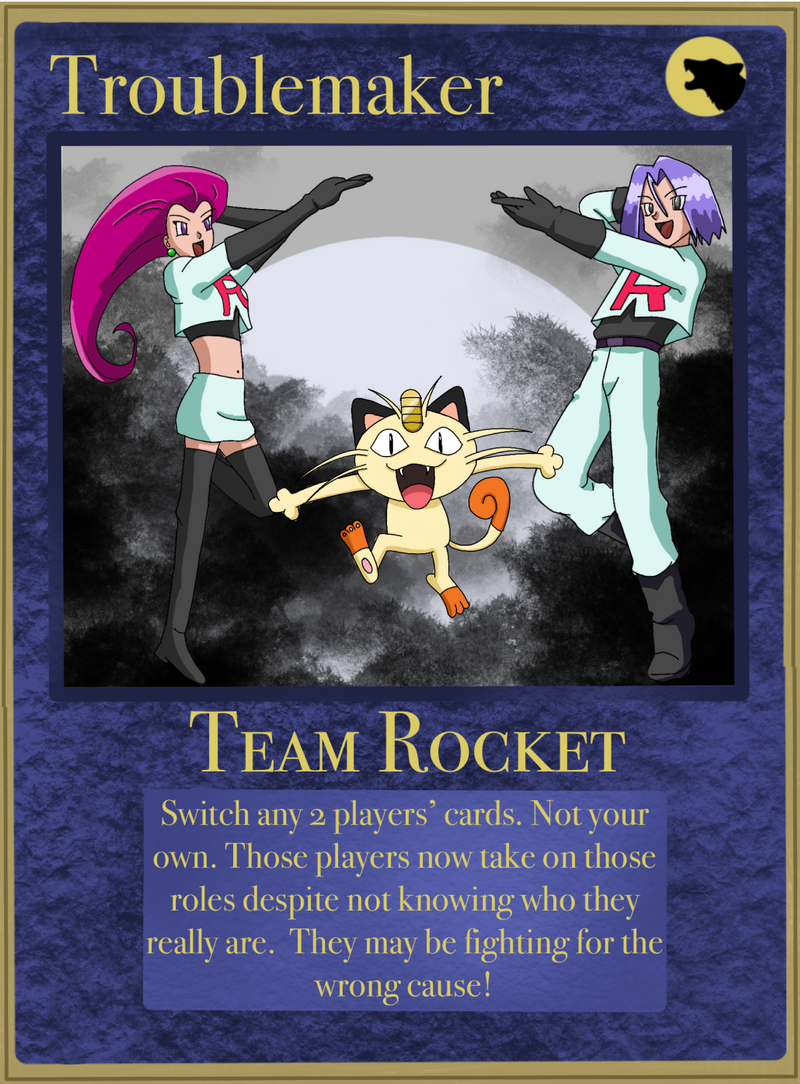 Troublemaker
R
R
TEAM ROCKET
Switch any 2 players' cards. Not your
own. Those players now take on those
roles despite not knowing who they
really are.  They may be fighting for the
wrong cause!